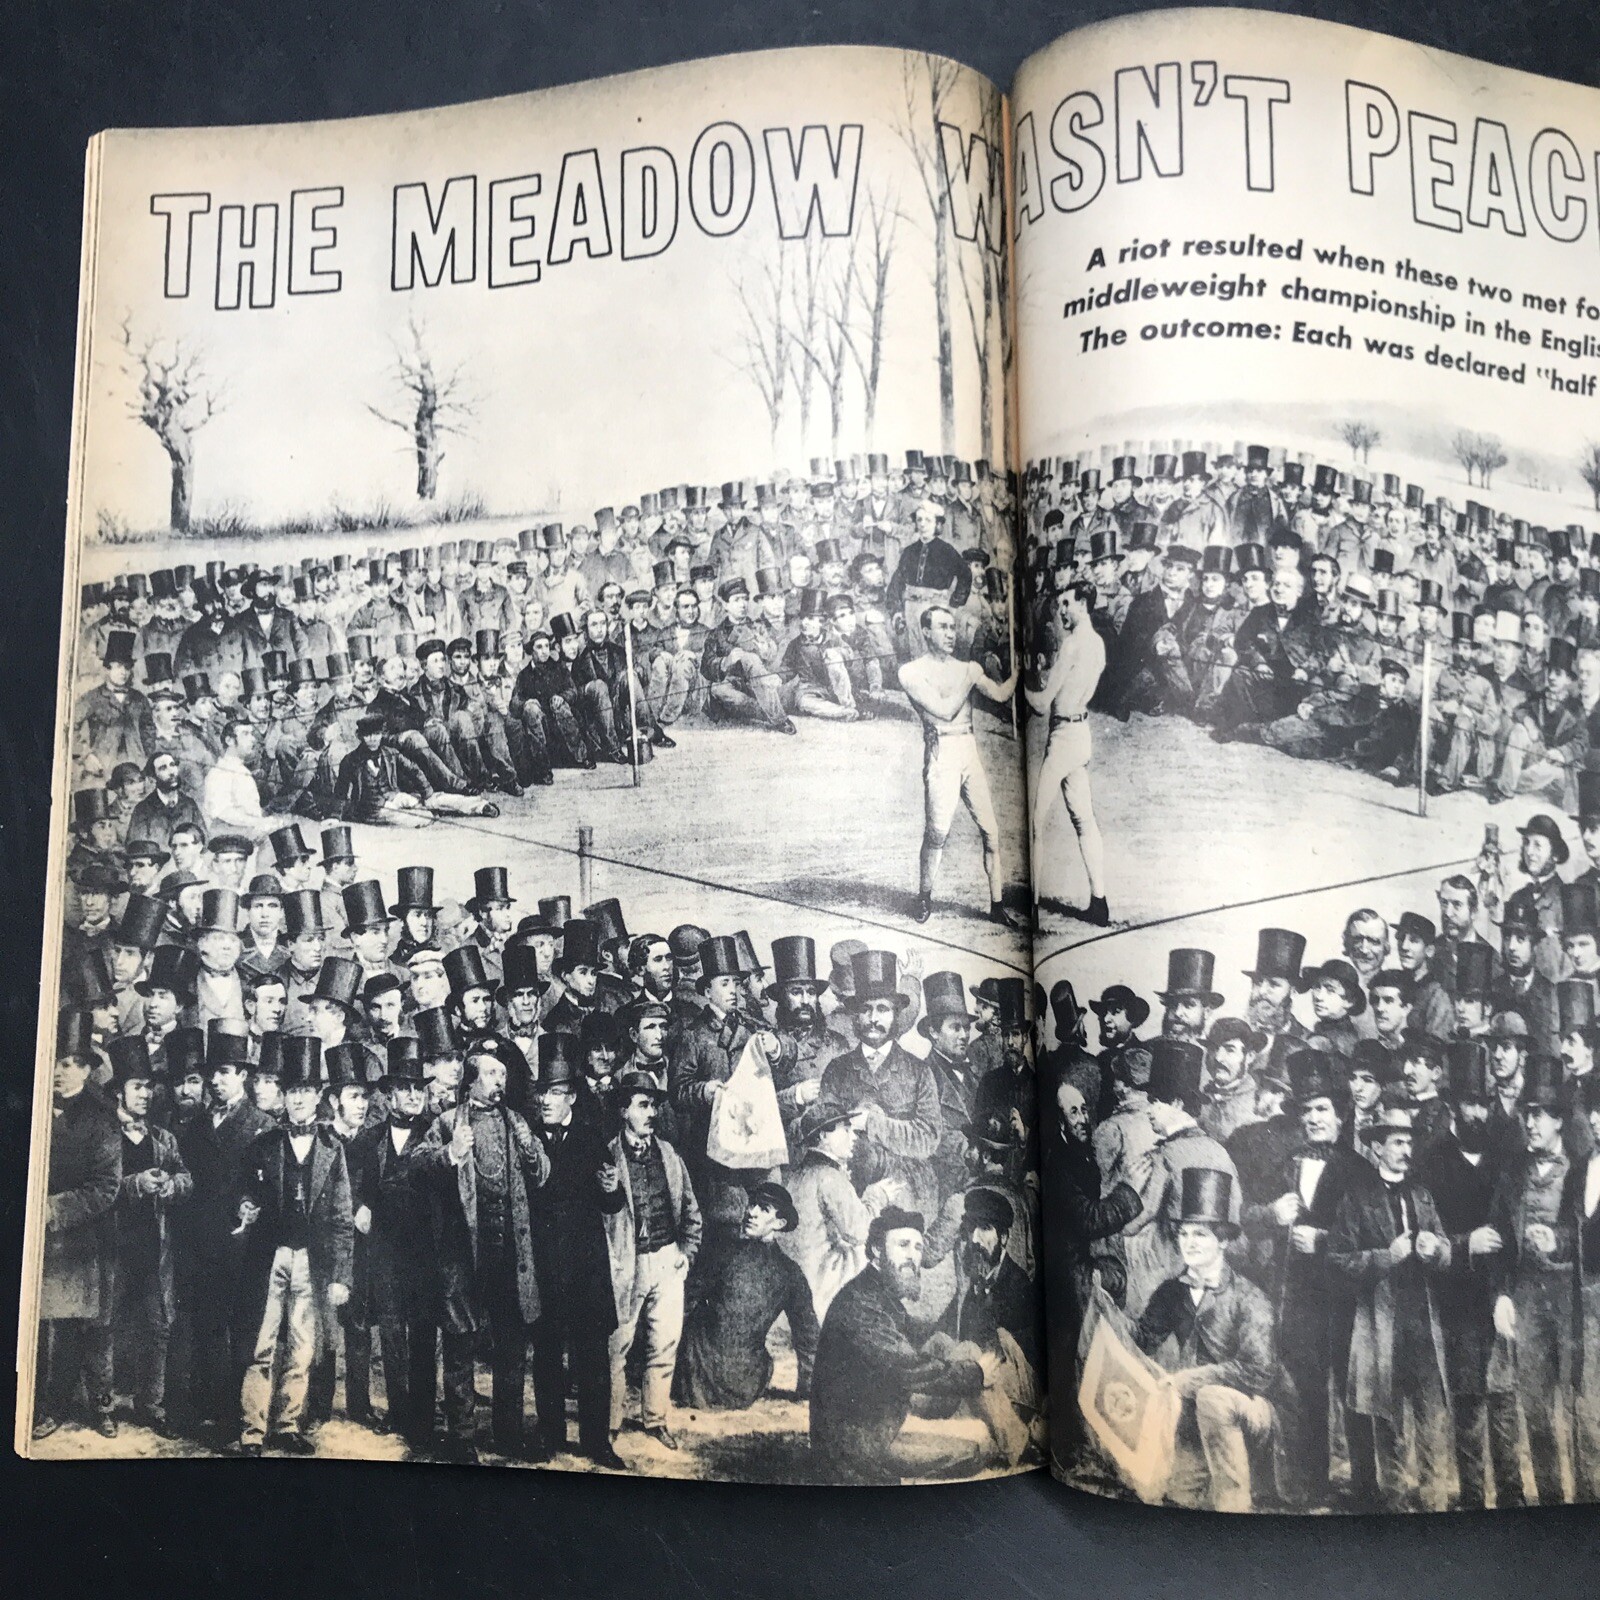 THE MEADOW WASN'T PEAC
A riot resulted when these two met fo
middleweight championship in the Englis
The outcome: Each was declared "half